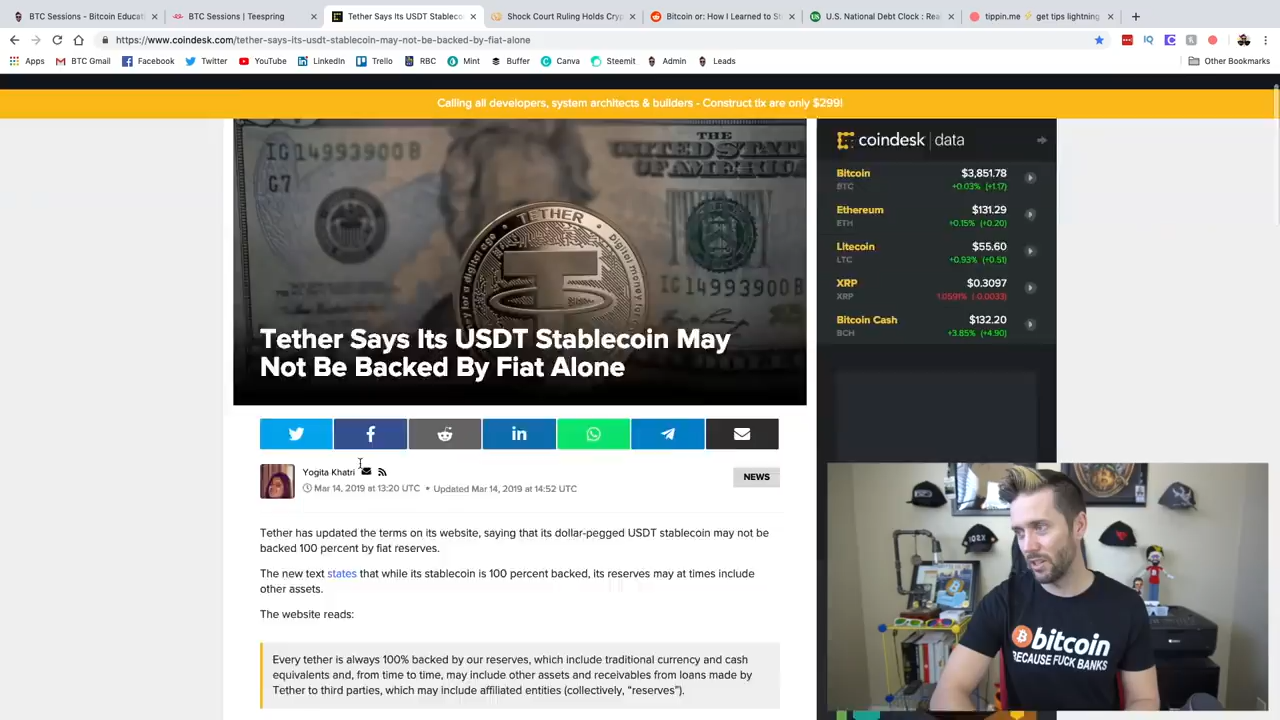 BTC Sessions - Bitcoin Educati
BTC Sessions | Teespring
Tether Says Its USDT Stableco
Shock Court Ruling Holds Cryp
Bitcoin or: How I Learned to St
U.S. National Debt Clock : Rea
tippin.me ⚡ get tips lightning
https://www.coindesk.com/tether-says-its-usdt-stablecoin-may-not-be-backed-by-fiat-alone
Apps
BTC Gmail
Facebook
Twitter
YouTube
LinkedIn
Trello
RBC
Mint
Buffer
Canva
Steemit
Admin
Leads
Other Bookmarks
Calling all developers, system architects & builders - Construct tix are only $299!
IG14993900B
G7
THE
UNITED STATES
OF AMERICA
IG14993900B
TETHER
digital money for
Tether Says Its USDT Stablecoin May
Not Be Backed By Fiat Alone
Yogita Khatri
Mar 14, 2019 at 13:20 UTC • Updated Mar 14, 2019 at 14:52 UTC
NEWS
Tether has updated the terms on its website, saying that its dollar-pegged USDT stablecoin may not be
backed 100 percent by fiat reserves.
The new text states that while its stablecoin is 100 percent backed, its reserves may at times include
other assets.
The website reads:
Every tether is always 100% backed by our reserves, which include traditional currency and cash
equivalents and, from time to time, may include other assets and receivables from loans made by
Tether to third parties, which may include affiliated entities (collectively, “reserves”).
coindesk | data
Bitcoin
BTC
$3,851.78
+0.03% (+1.17)
Ethereum
ETH
$131.29
+0.15% (+0.20)
Litecoin
LTC
$55.60
+0.93% (+0.51)
XRP
XRP
$0.3097
-1.0591% (-0.0033)
Bitcoin Cash
BCH
$132.20
+3.85% (+4.90)
bitcoin
BECAUSE FUCK BANKS